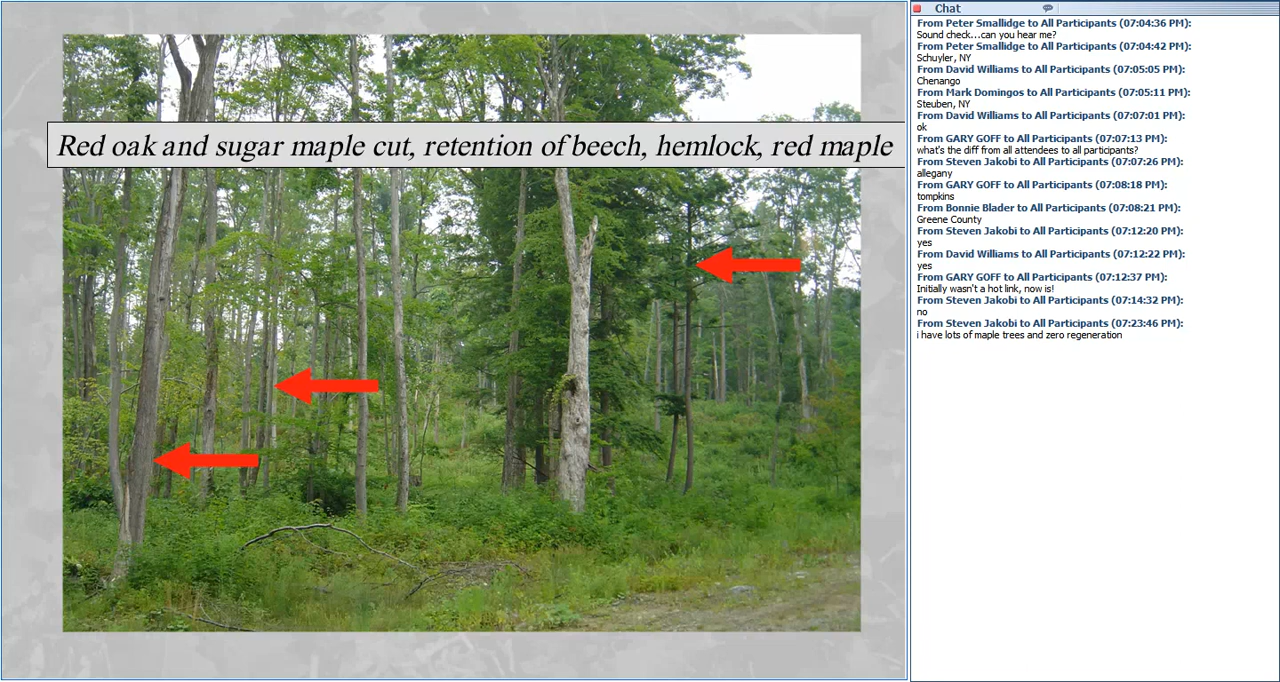 Red oak and sugar maple cut, retention of beech, hemlock, red maple
Chat
From Peter Smallidge to All Participants (07:04:36 PM):
Sound check...can you hear me?
From Peter Smallidge to All Participants (07:04:42 PM):
Schuyler, NY
From David Williams to All Participants (07:05:05 PM):
Chenango
From Mark Domingos to All Participants (07:05:11 PM):
Steuben, NY
From David Williams to All Participants (07:07:01 PM):
ok
From GARY GOFF to All Participants (07:07:13 PM):
what's the diff from all attendees to all participants?
From Steven Jakobi to All Participants (07:07:26 PM):
allegany
From GARY GOFF to All Participants (07:08:18 PM):
tompkins
From Bonnie Blader to All Participants (07:08:21 PM):
Greene County
From Steven Jakobi to All Participants (07:12:20 PM):
yes
From David Williams to All Participants (07:12:22 PM):
yes
From GARY GOFF to All Participants (07:12:37 PM):
Initially wasn't a hot link, now is!
From Steven Jakobi to All Participants (07:14:32 PM):
no
From Steven Jakobi to All Participants (07:23:46 PM):
i have lots of maple trees and zero regeneration